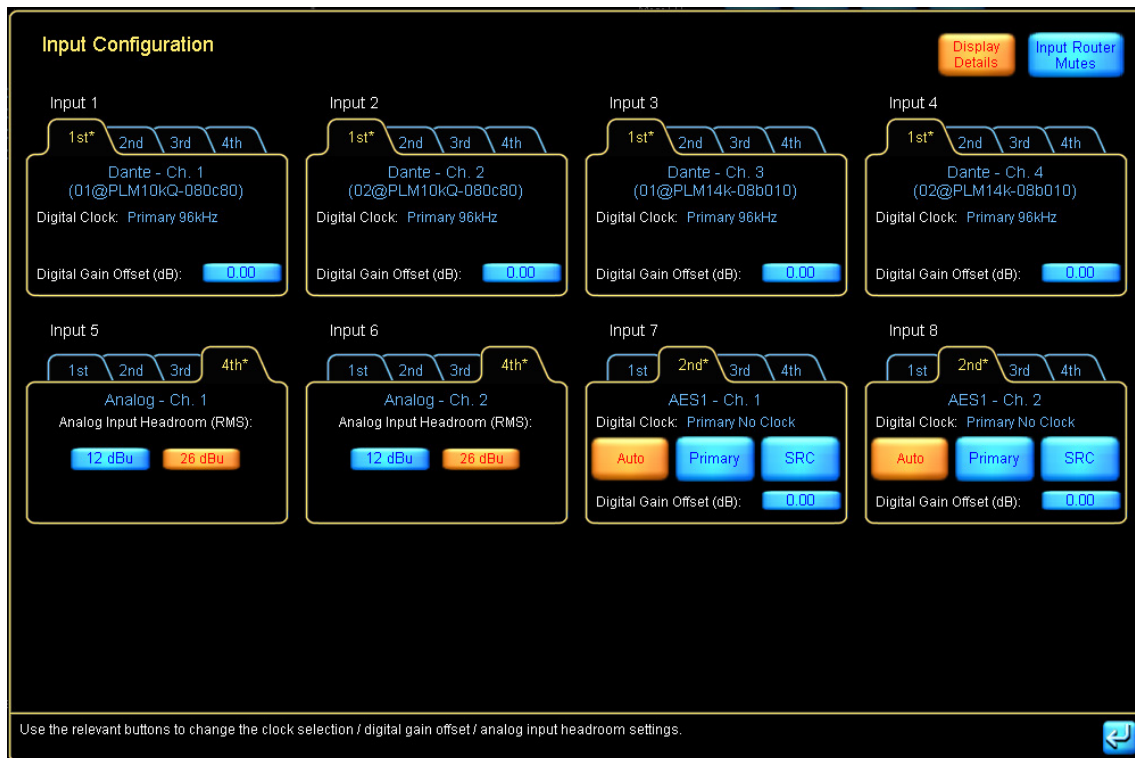 Input Configuration
Display Details
Input Router Mutes
Input 1
1st* 2nd 3rd 4th
Dante - Ch. 1
(01@PLM10kQ-080c80)
Digital Clock: Primary 96kHz
Digital Gain Offset (dB): 0.00
Input 2
1st* 2nd 3rd 4th
Dante - Ch. 2
(02@PLM10kQ-080c80)
Digital Clock: Primary 96kHz
Digital Gain Offset (dB): 0.00
Input 3
1st* 2nd 3rd 4th
Dante - Ch. 3
(01@PLM14k-08b010)
Digital Clock: Primary 96kHz
Digital Gain Offset (dB): 0.00
Input 4
1st* 2nd 3rd 4th
Dante - Ch. 4
(02@PLM14k-08b010)
Digital Clock: Primary 96kHz
Digital Gain Offset (dB): 0.00
Input 5
1st 2nd 3rd 4th*
Analog - Ch. 1
Analog Input Headroom (RMS):
12 dBu 26 dBu
Input 6
1st 2nd 3rd 4th*
Analog - Ch. 2
Analog Input Headroom (RMS):
12 dBu 26 dBu
Input 7
1st 2nd* 3rd 4th
AES1 - Ch. 1
Digital Clock: Primary No Clock
Auto Primary SRC
Digital Gain Offset (dB): 0.00
Input 8
1st 2nd* 3rd 4th
AES1 - Ch. 2
Digital Clock: Primary No Clock
Auto Primary SRC
Digital Gain Offset (dB): 0.00
Use the relevant buttons to change the clock selection / digital gain offset / analog input headroom settings.